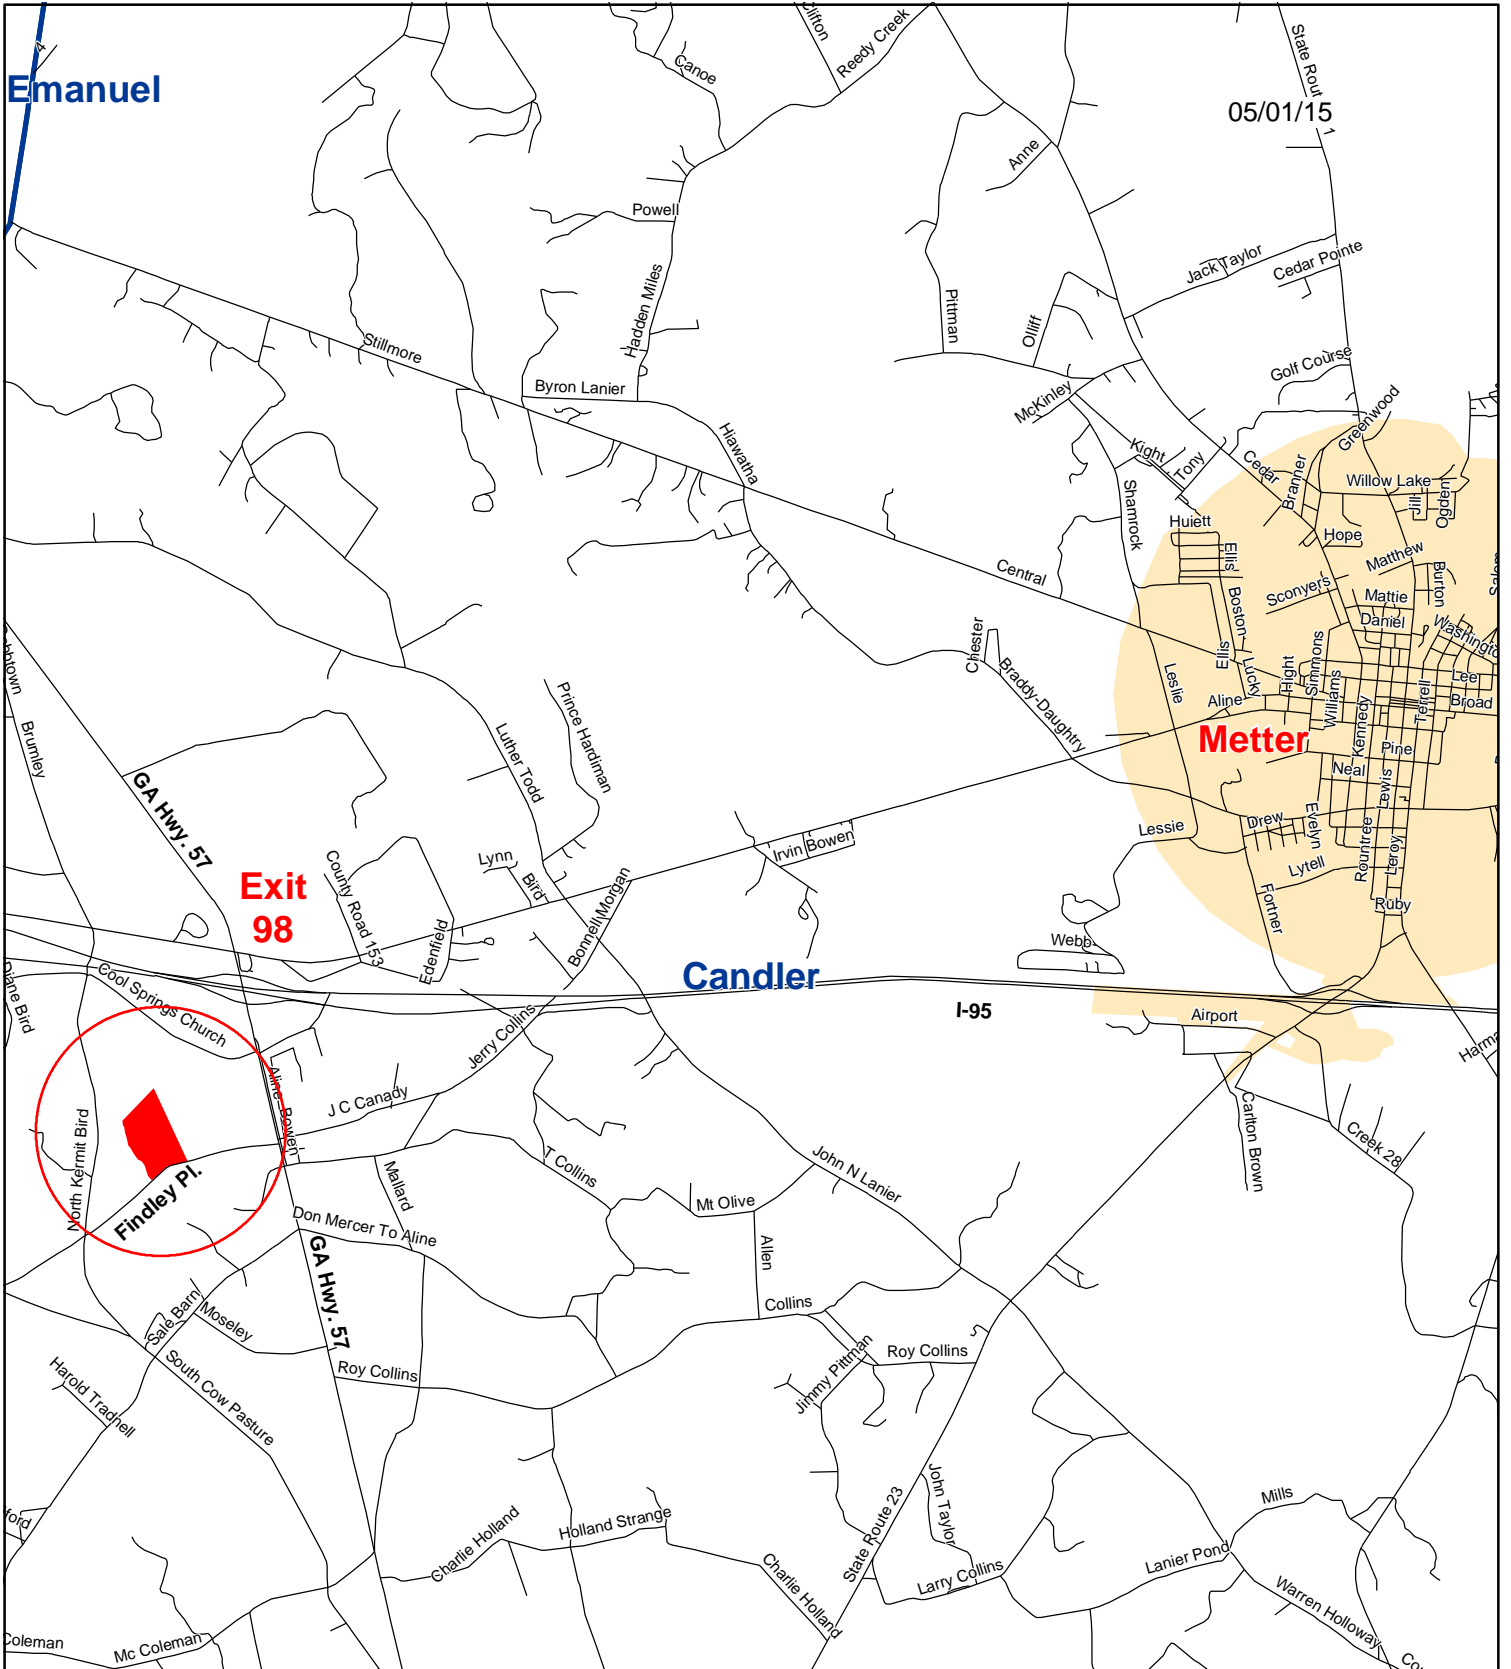 Clifton
Reedy Creek
4
Emanuel
Canoe
State Rout
1
05/01/15
Anne
Powell
Jack Taylor
Cedar Pointe
Hadden Miles
Pittman
Olliff
Stillmore
Golf Course
Byron Lanier
McKinley
Greenwood
Hiawatha
Kight
Tony
Cedar
Branner
Willow Lake
Jill
Ogden
Shamrock
Huiett
Hope
Ellis
Matthew
Central
Burton
Sconyers
Boston
Mattie
Daniel
Washingto
Chester
Ellis
Lucky
Hight
Simmons
Lee
Leslie
Braddy-Daughtry
Aline
Williams
Terrell
Broad
Brumley
Luther Todd
Prince Hardiman
Metter
Kennedy
Pine
Neal
Lewis
GA Hwy. 57
Lessie
Drew
Evelyn
Irvin Bowen
Rountree
Leroy
Lytell
Exit
98
County Road 153
Lynn
Bird
Bonnell Morgan
Fortner
Ruby
Edenfield
Webb
Diane Bird
Cool Springs Church
Candler
I-95
Airport
Jerry Collins
Harma
Aline Bowen
J C Canady
North Kermit Bird
Findley Pl.
Carlton Brown
Creek 28
T Collins
John N Lanier
Mallard
Mt Olive
Don Mercer To Aline
Allen
GA Hwy. 57
Sale Barn
Moseley
Collins
Roy Collins
Jimmy Pittman
Roy Collins
Harold Tradnell
South Cow Pasture
State Route 23
John Taylor
Mills
ford
Charlie Holland
Holland Strange
Charlie Holland
Larry Collins
Lanier Pond
Warren Holloway
Coleman
Mc Coleman